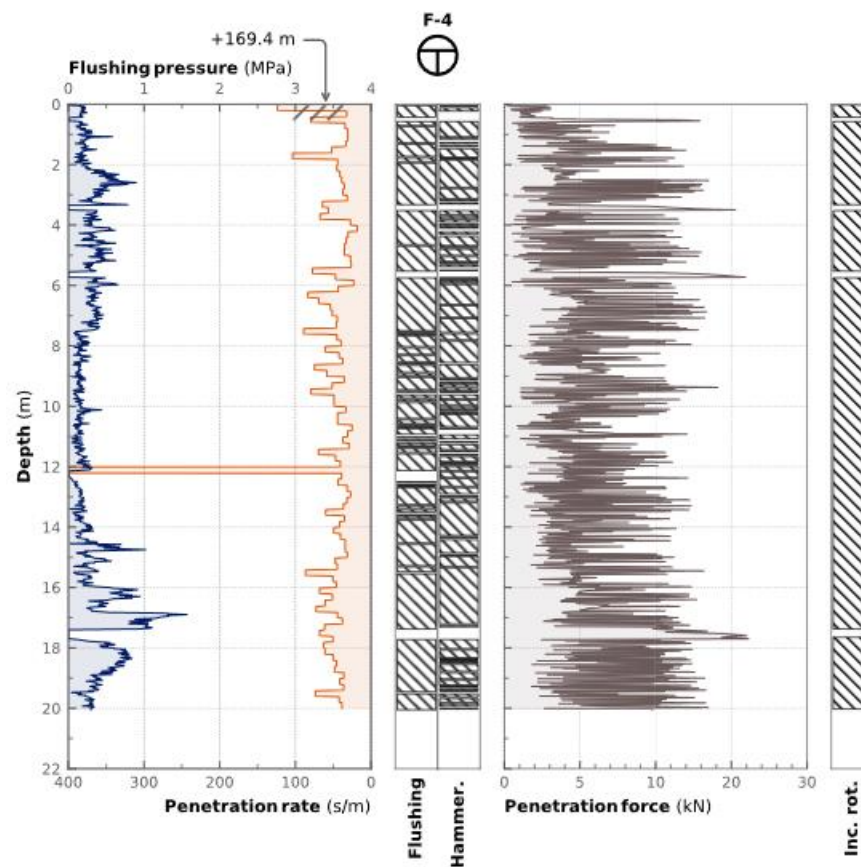 F-4
+169.4 m
Flushing pressure (MPa)
0 1 2 3 4
0
2
4
6
8
10
12
14
16
18
20
22
Depth (m)
400 300 200 100 0
Penetration rate (s/m)
Flushing
Hammer.
0 5 10 20 30
Penetration force (kN)
Inc. rot.